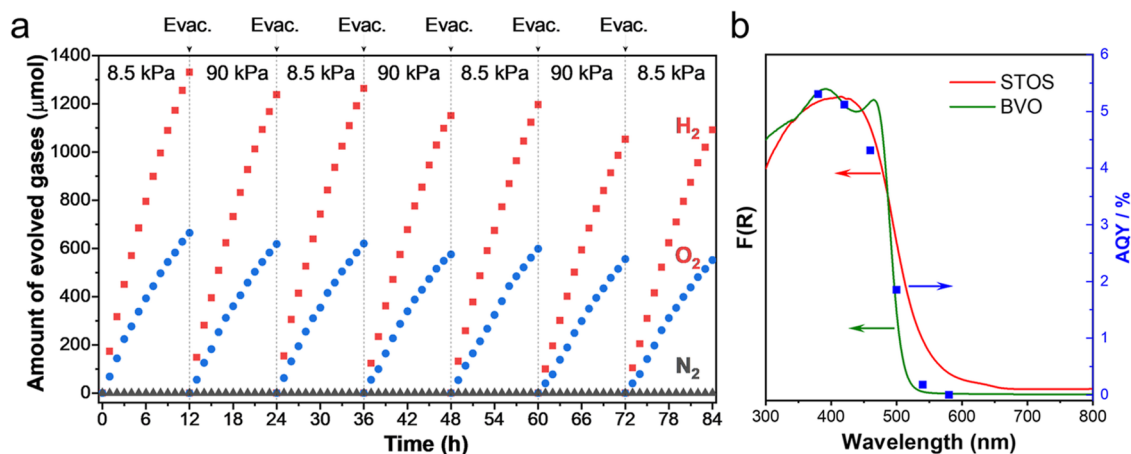 a
Evac. Evac. Evac. Evac. Evac. Evac.
1400
1200
1000
800
600
400
200
0
8.5 kPa 90 kPa 8.5 kPa 90 kPa 8.5 kPa 90 kPa 8.5 kPa
H2
O2
N2
0 6 12 18 24 30 36 42 48 54 60 66 72 78 84
Time (h)
Amount of evolved gases (μmol)
b
STOS
BVO
F(R)
6
5
4
3
2
1
0
AQY / %
300 400 500 600 700 800
Wavelength (nm)